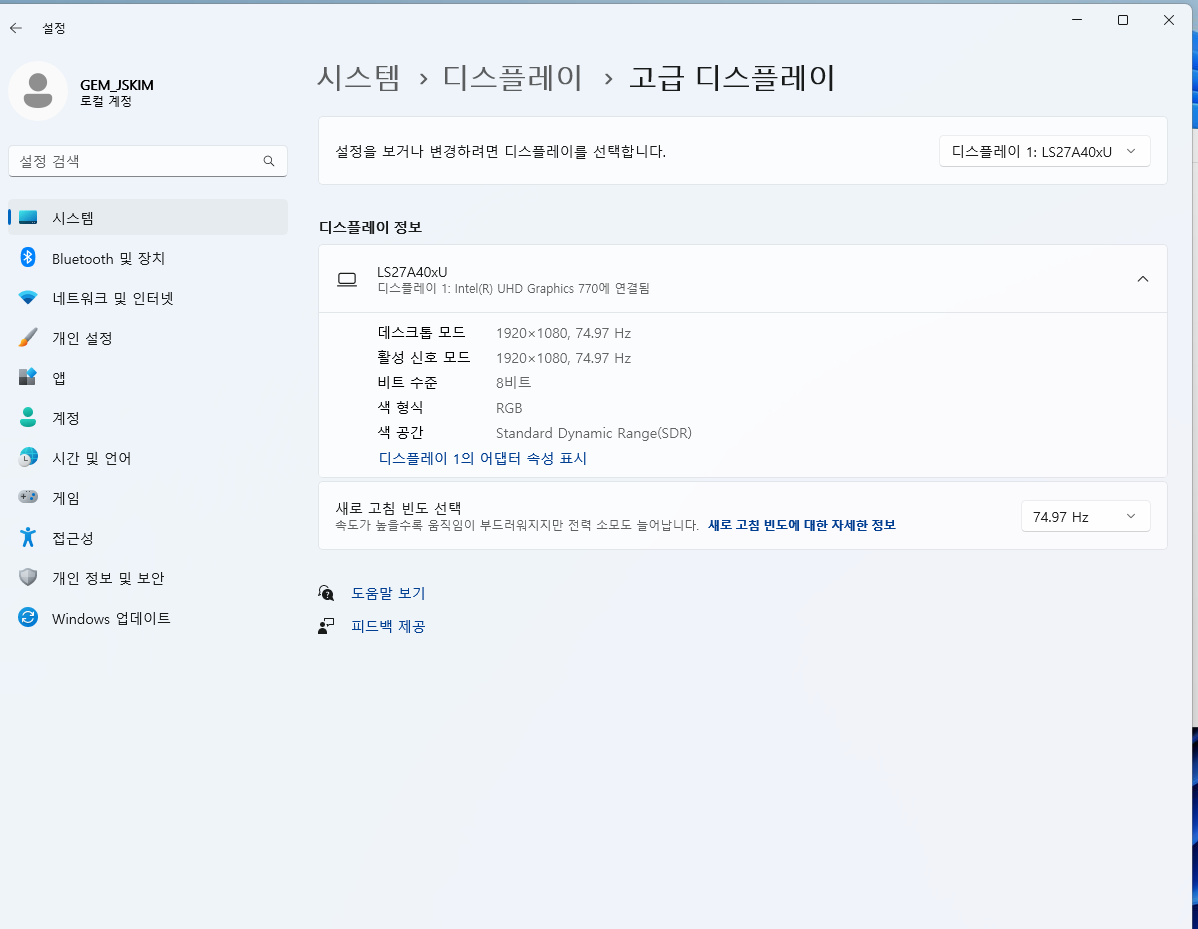 설정
GEM_JSKIM
로컬 계정
설정 검색
시스템
Bluetooth 및 장치
네트워크 및 인터넷
개인 설정
앱
계정
시간 및 언어
게임
접근성
개인 정보 및 보안
Windows 업데이트
시스템 › 디스플레이 › 고급 디스플레이
설정을 보거나 변경하려면 디스플레이를 선택합니다.
디스플레이 1: LS27A40xU
디스플레이 정보
LS27A40xU
디스플레이 1: Intel(R) UHD Graphics 770에 연결됨
데스크톱 모드 1920×1080, 74.97 Hz
활성 신호 모드 1920×1080, 74.97 Hz
비트 수준 8비트
색 형식 RGB
색 공간 Standard Dynamic Range(SDR)
디스플레이 1의 어댑터 속성 표시
새로 고침 빈도 선택
속도가 높을수록 움직임이 부드러워지지만 전력 소모도 늘어납니다. 새로 고침 빈도에 대한 자세한 정보
74.97 Hz
도움말 보기
피드백 제공